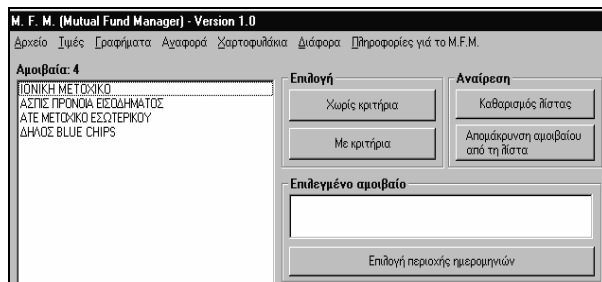 M. F. M. (Mutual Fund Manager) - Version 1.0
Αρχείο Τιμές Γραφήματα Αναφορά Χαρτοφυλάκια Διάφορα Πληροφορίες γιά το M.F.M.
Αμοιβαία: 4
ΙΟΝΙΚΗ ΜΕΤΟΧΙΚΟ
ΑΣΠΙΣ ΠΡΟΝΟΙΑ ΕΙΣΟΔΗΜΑΤΟΣ
ΑΤΕ ΜΕΤΟΧΙΚΟ ΕΣΩΤΕΡΙΚΟΥ
ΔΗΛΟΣ BLUE CHIPS
Επιλογή
Χωρίς κριτήρια
Με κριτήρια
Αναίρεση
Καθαρισμός λίστας
Απομάκρυνση αμοιβαίου
από τη λίστα
Επιλεγμένο αμοιβαίο
Επιλογή περιοχής ημερομηνιών